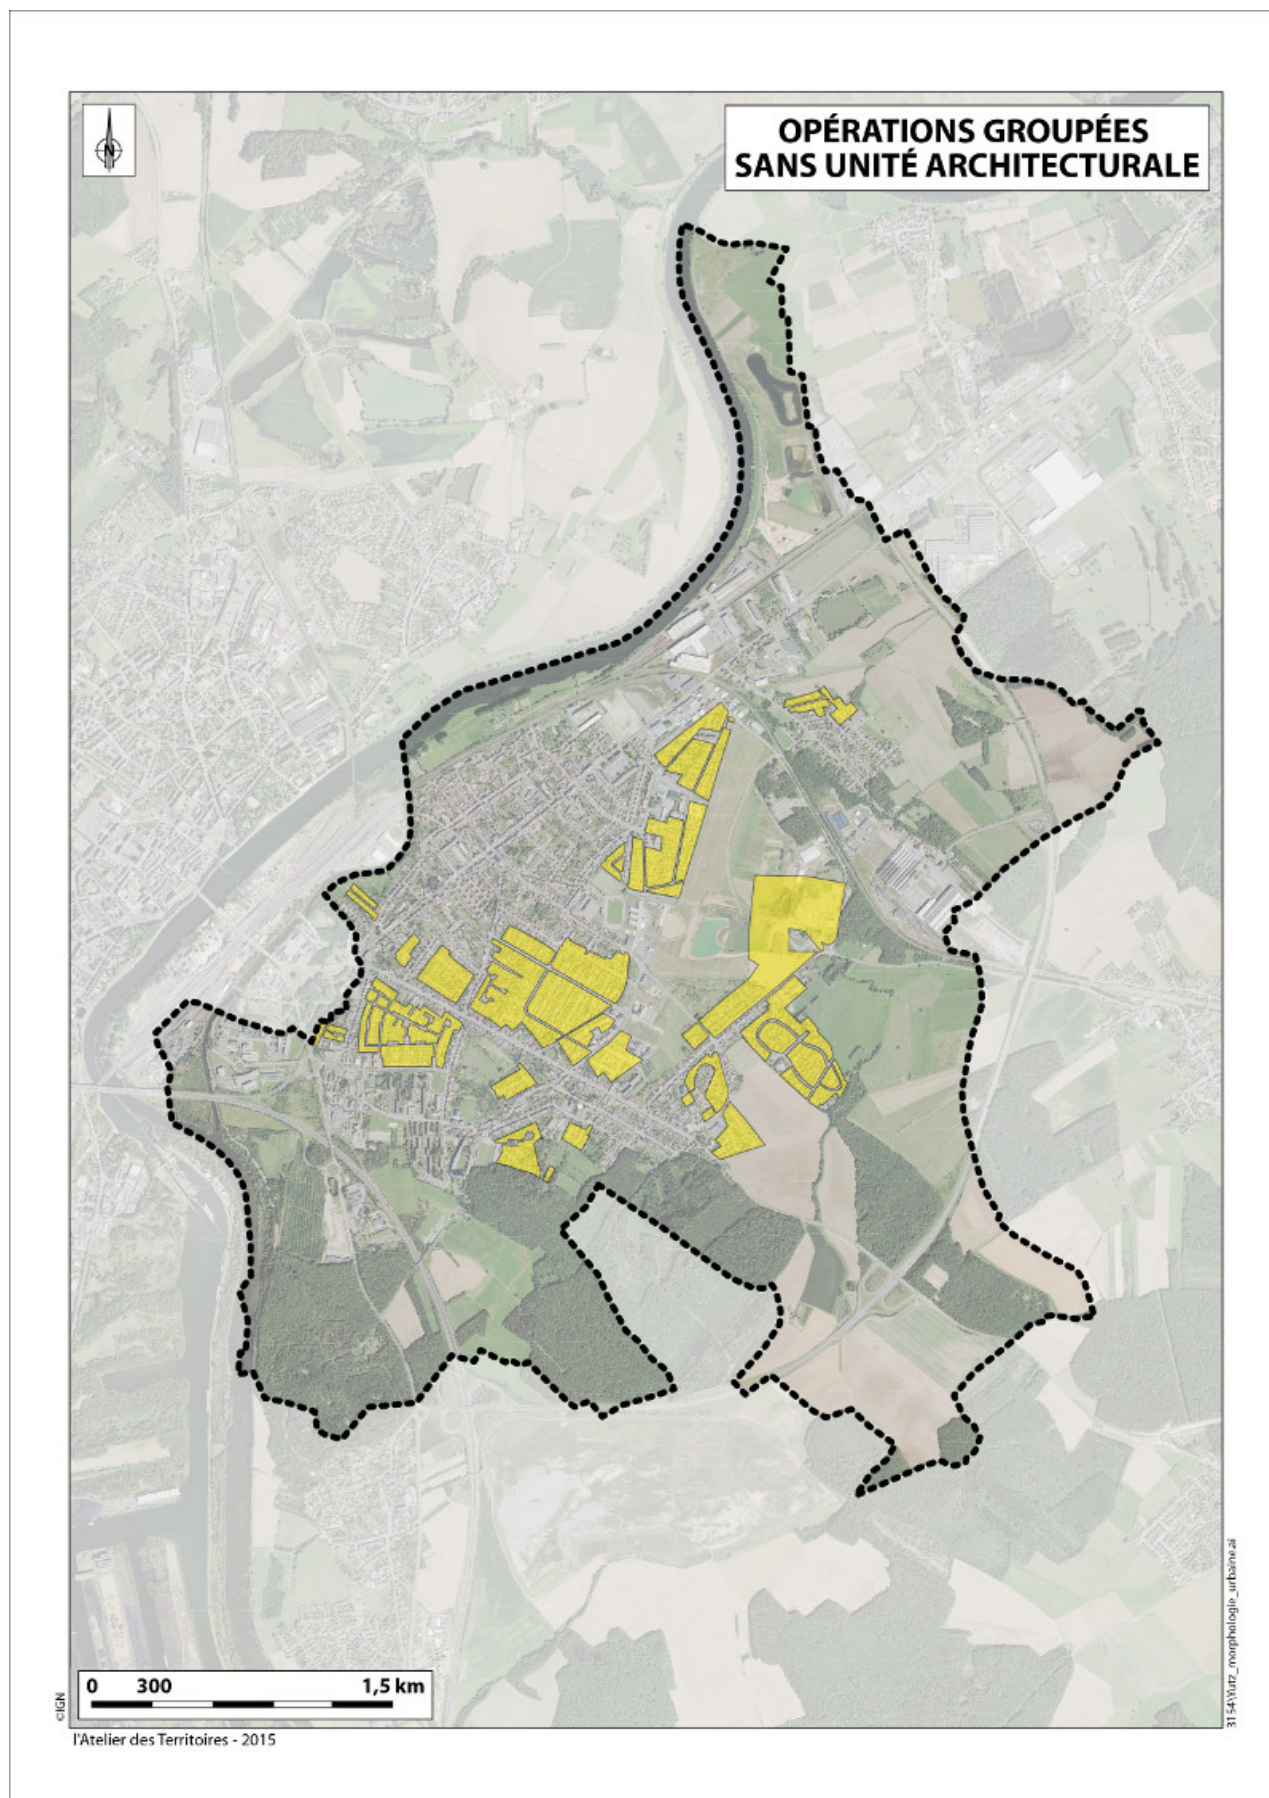 N
OPÉRATIONS GROUPÉES
SANS UNITÉ ARCHITECTURALE
0 300 1,5 km
©IGN
l'Atelier des Territoires - 2015
3154\Yutz_morphologie_urbaine.ai